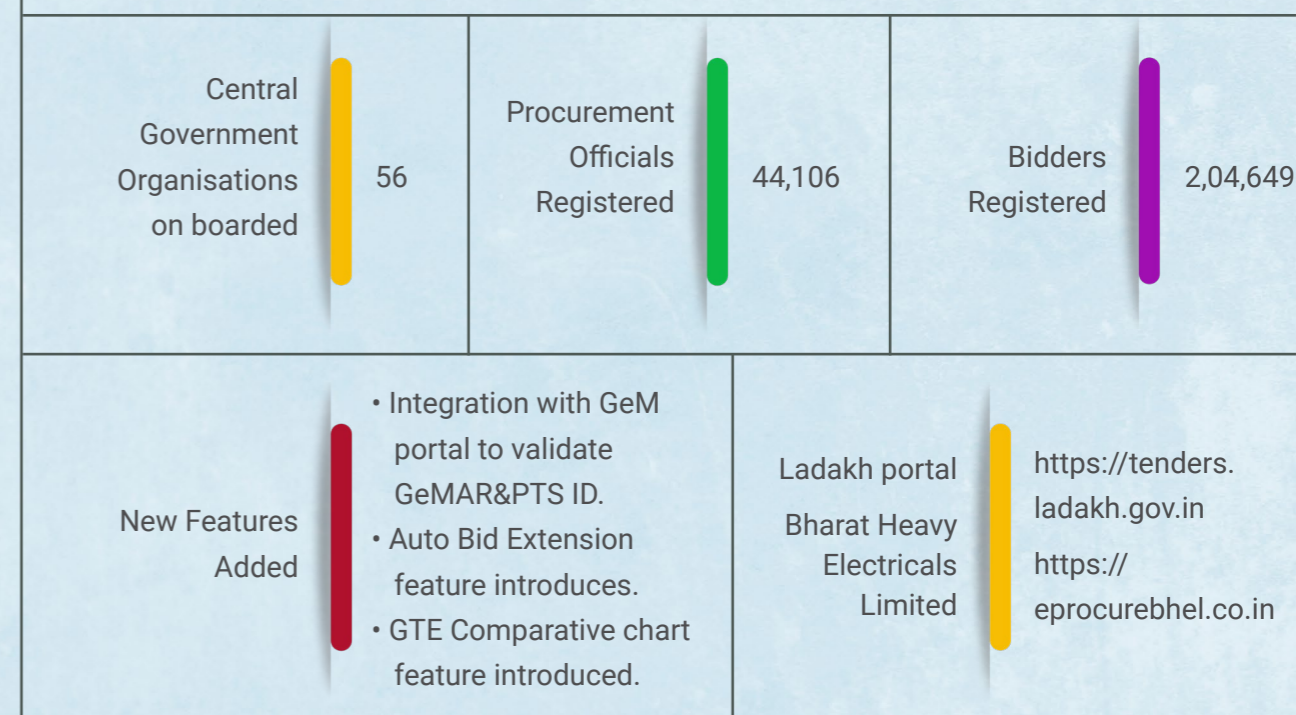 Central
Government
Organisations
on boarded
56
Procurement
Officials
Registered
44,106
Bidders
Registered
2,04,649
New Features
Added
• Integration with GeM
portal to validate
GeMAR&PTS ID.
• Auto Bid Extension
feature introduces.
• GTE Comparative chart
feature introduced.
Ladakh portal
https://tenders.
ladakh.gov.in
Bharat Heavy
Electricals
Limited
https://
eprocurebhel.co.in